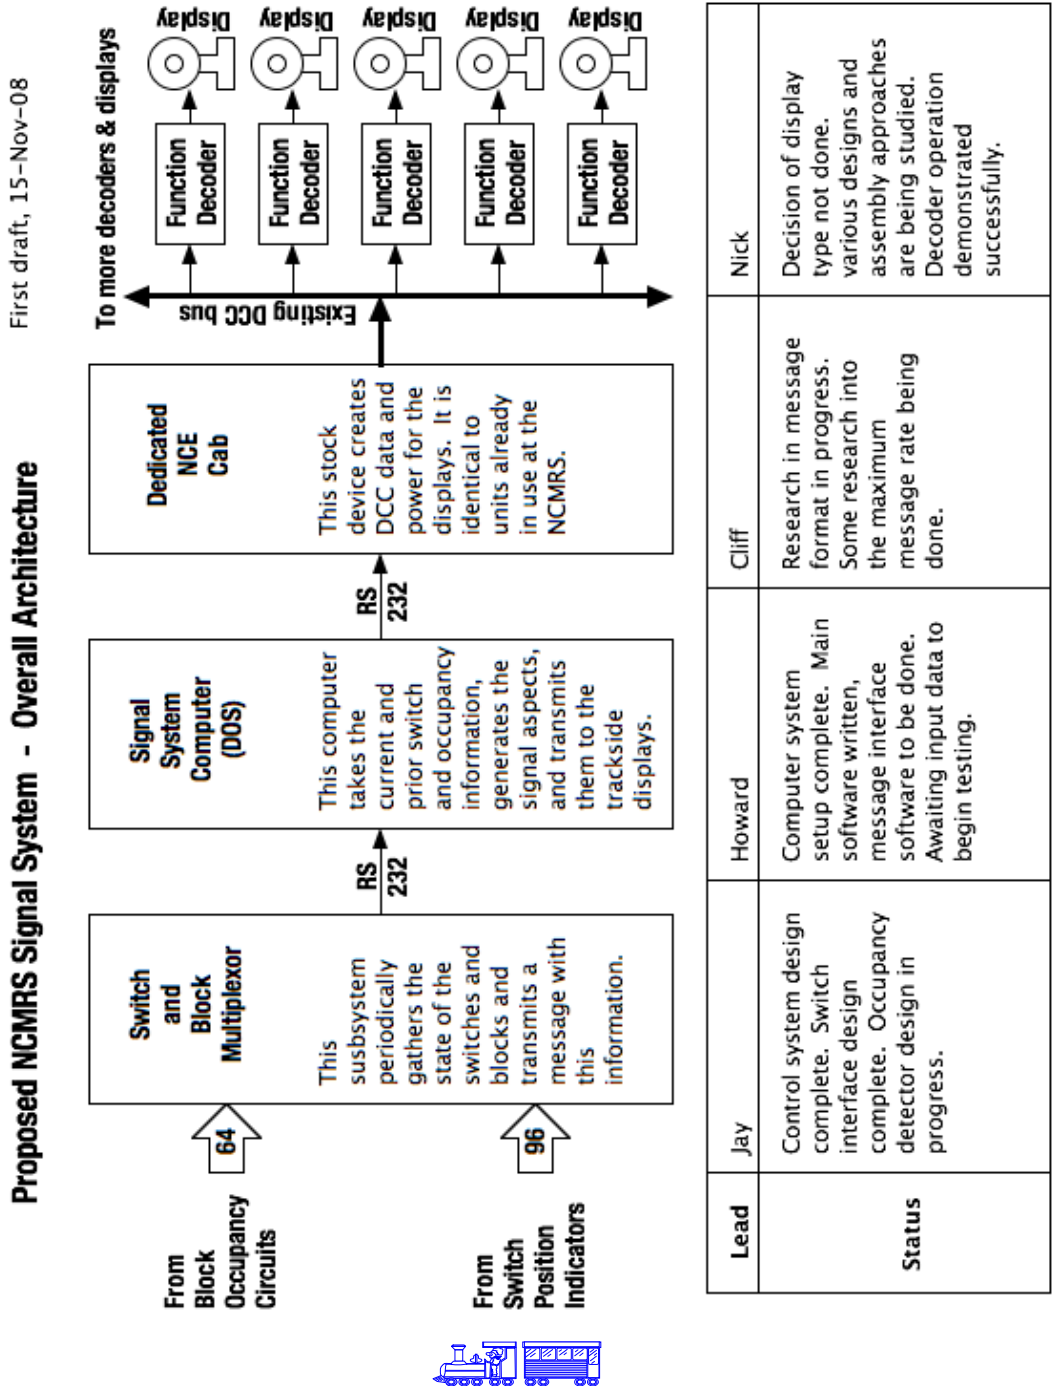 First draft, 15-Nov-08
Proposed NCMRS Signal System - Overall Architecture
From
Block
Occupancy
Circuits
64
From
Switch
Position
Indicators
96
Switch
and
Block
Multiplexor
This
susbsystem
periodically
gathers the
state of the
switches and
blocks and
transmits a
message with
this
information.
RS
232
Signal
System
Computer
(DOS)
This computer
takes the
current and
prior switch
and occupancy
information,
generates the
signal aspects,
and transmits
them to the
trackside
displays.
RS
232
Dedicated
NCE
Cab
This stock
device creates
DCC data and
power for the
displays. It is
identical to
units already
in use at the
NCMRS.
Existing DCC bus
To more decoders & displays
Function
Decoder
Display
Function
Decoder
Display
Function
Decoder
Display
Function
Decoder
Display
Function
Decoder
Display
Lead
Jay
Howard
Cliff
Nick
Status
Control system design
complete. Switch
interface design
complete. Occupancy
detector design in
progress.
Computer system
setup complete. Main
software written,
message interface
software to be done.
Awaiting input data to
begin testing.
Research in message
format in progress.
Some research into
the maximum
message rate being
done.
Decision of display
type not done.
various designs and
assembly approaches
are being studied.
Decoder operation
demonstrated
successfully.